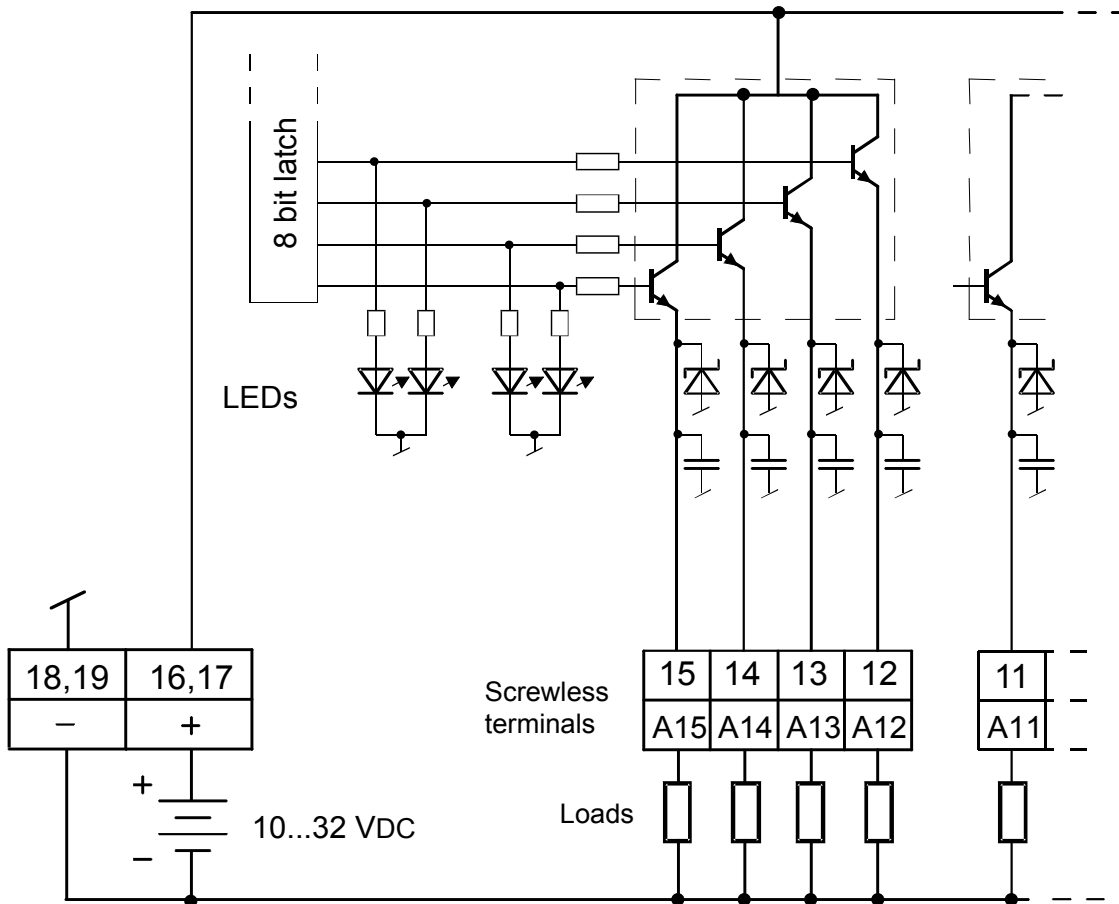 8 bit latch
LEDs
18,19 16,17
– +
+
–
10...32 VDC
Screwless
terminals
15 14 13 12 11
A15 A14 A13 A12 A11
Loads